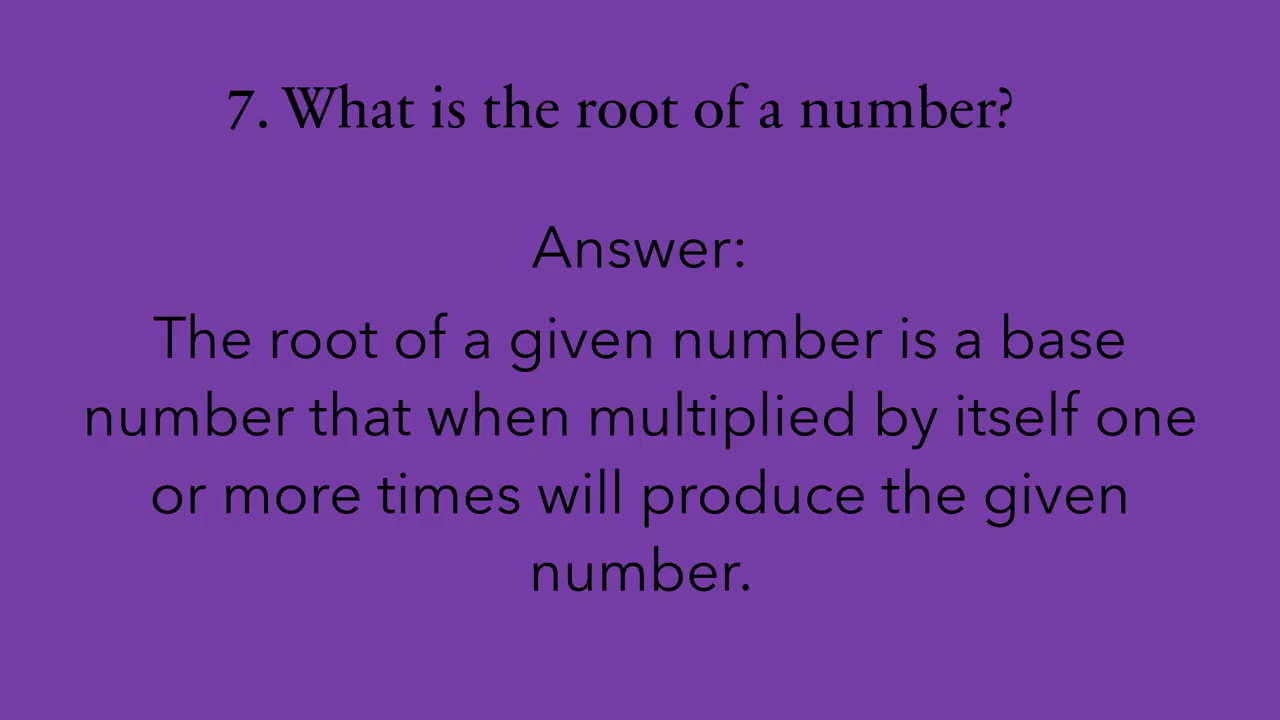 7. What is the root of a number?
Answer:
The root of a given number is a base
number that when multiplied by itself one
or more times will produce the given
number.